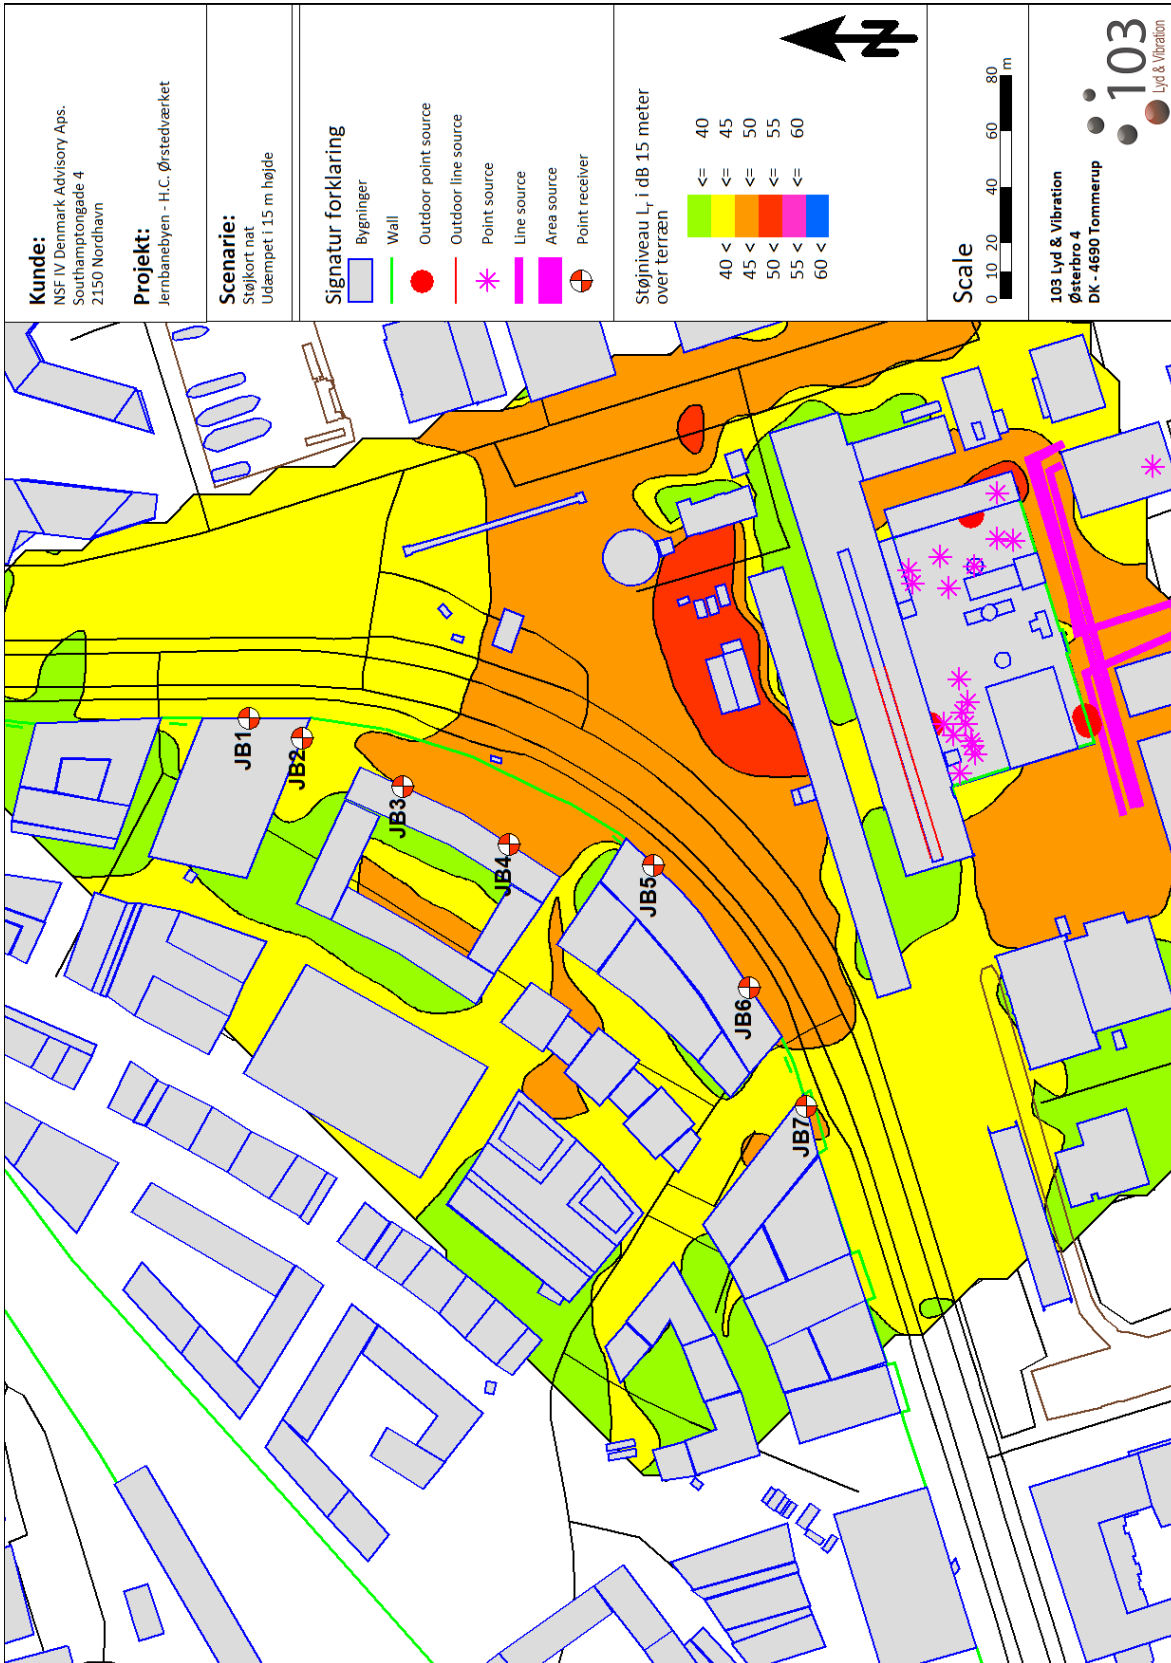 Kunde:
NSF IV Denmark Advisory Aps.
Southamptongade 4
2150 Nordhavn
Projekt:
Jernbanebyen - H.C. Ørstedværket
Scenarie:
Støjkort nat
Udæmpet i 15 m højde
Signatur forklaring
Bygninger
Wall
Outdoor point source
Outdoor line source
Point source
Line source
Area source
Point receiver
Støjniveau Lr i dB 15 meter
over terræn
<= 40
40 < <= 45
45 < <= 50
50 < <= 55
55 < <= 60
60 <
N
Scale
0 10 20 40 60 80
m
103 Lyd & Vibration
Østerbro 4
DK - 4690 Tommerup
103
Lyd & Vibration
JB1
JB2
JB3
JB4
JB5
JB6
JB7